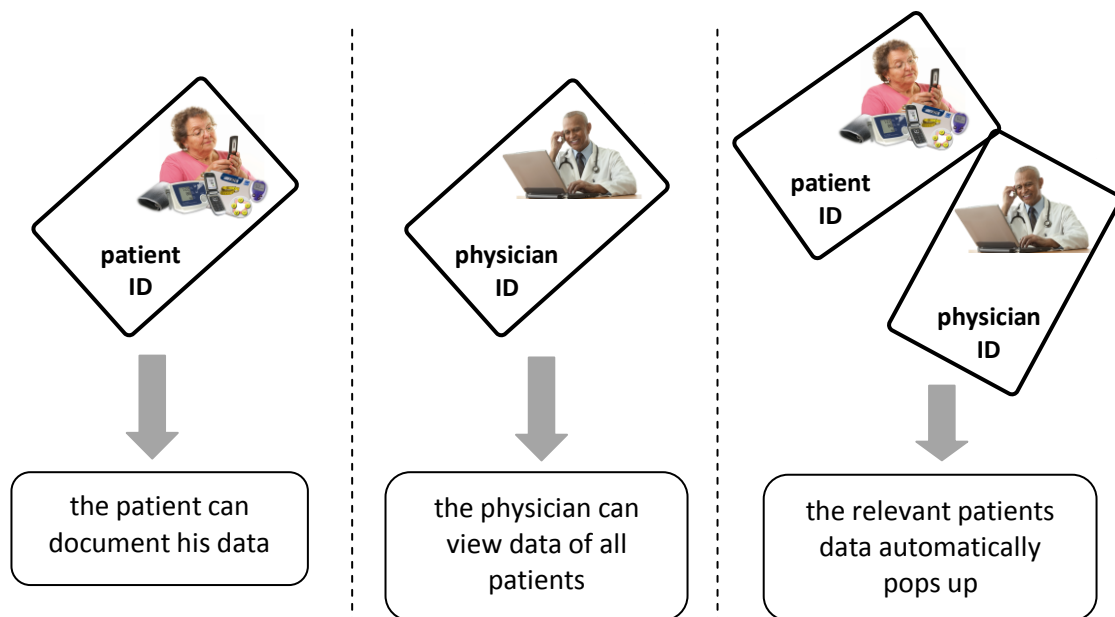 patient
ID
the patient can
document his data
physician
ID
the physician can
view data of all
patients
patient
ID
physician
ID
the relevant patients
data automatically
pops up